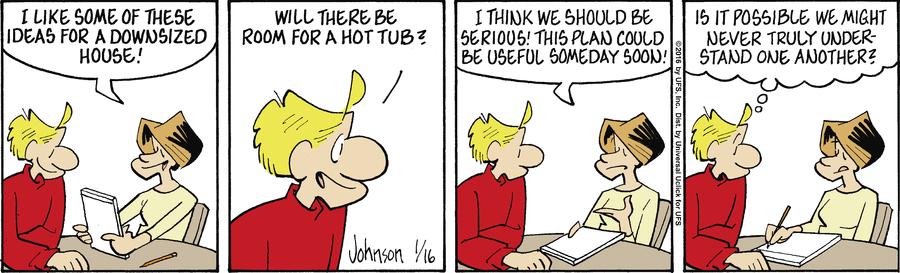 I LIKE SOME OF THESE
IDEAS FOR A DOWNSIZED
HOUSE!
WILL THERE BE
ROOM FOR A HOT TUB?
Johnson 1/16
I THINK WE SHOULD BE
SERIOUS! THIS PLAN COULD
BE USEFUL SOMEDAY SOON!
©2016 by UFS, Inc. Dist. by Universal Uclick for UFS
IS IT POSSIBLE WE MIGHT
NEVER TRULY UNDER-
STAND ONE ANOTHER?